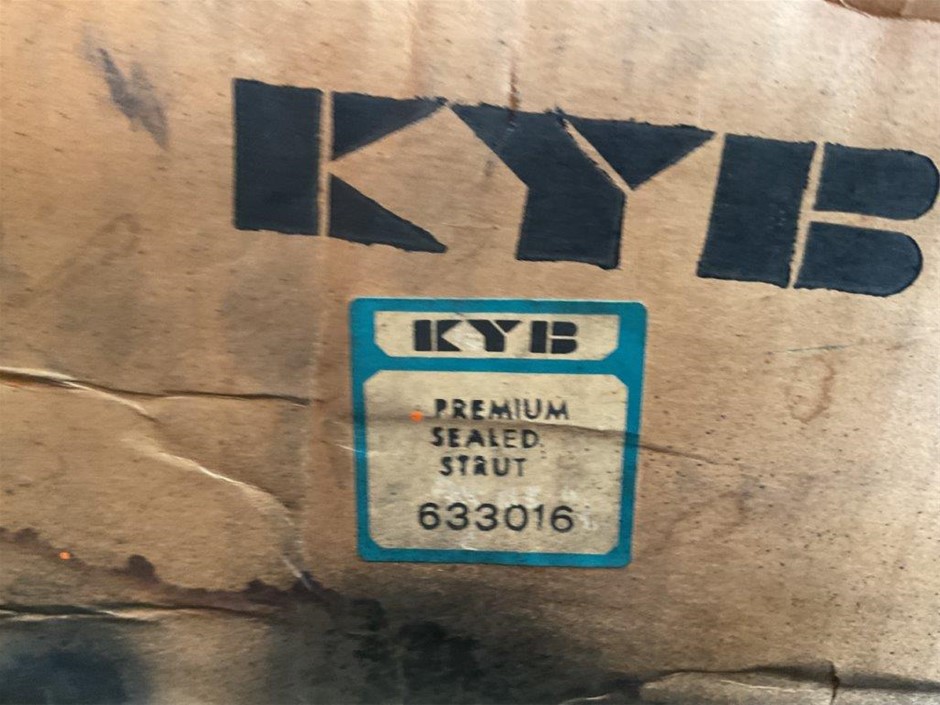 KYB
KYB
PREMIUM
SEALED
STRUT
633016